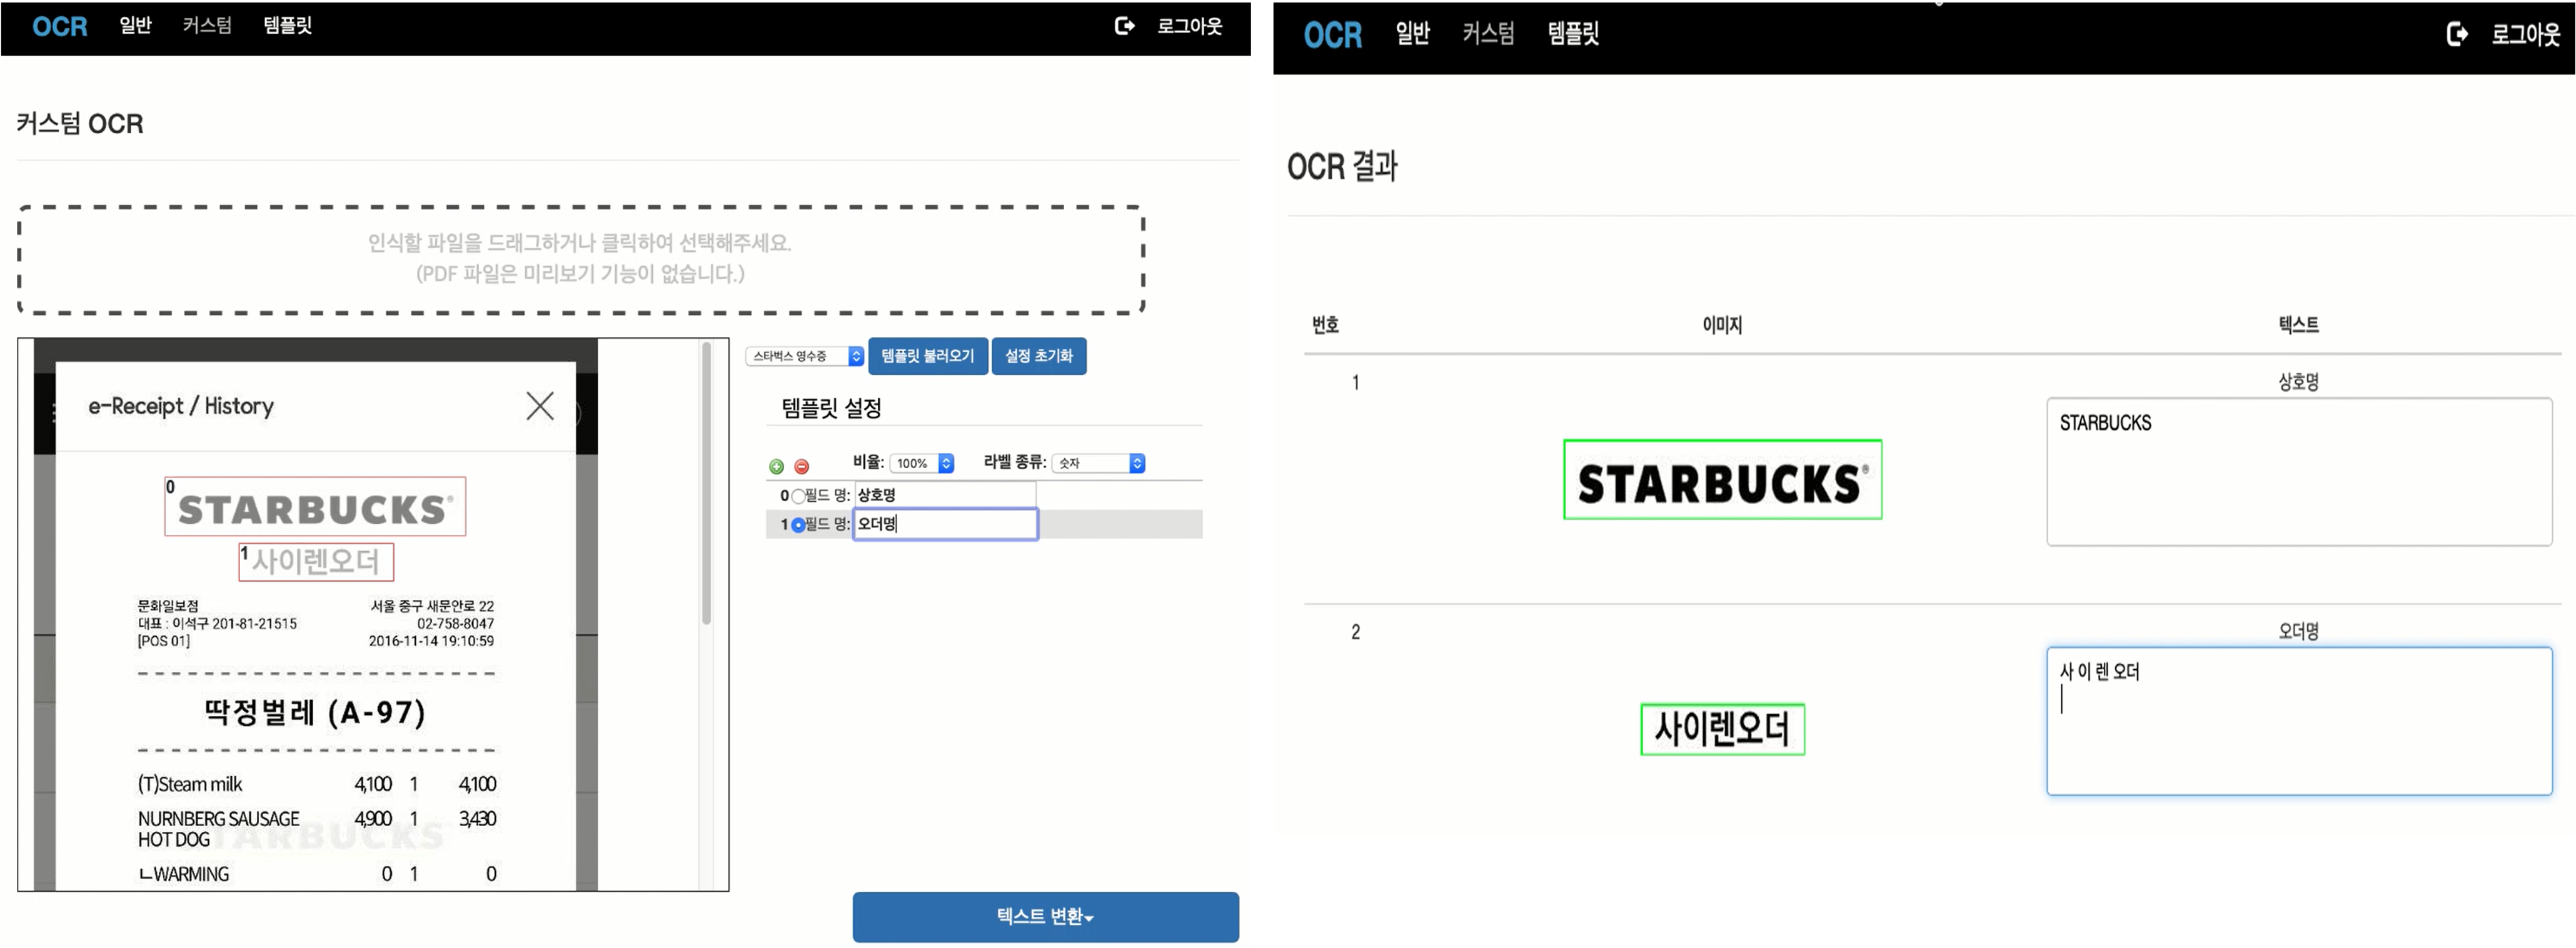 OCR 일반 커스텀 템플릿 로그아웃
커스텀 OCR
인식할 파일을 드래그하거나 클릭하여 선택해주세요.
(PDF 파일은 미리보기 기능이 없습니다.)
e-Receipt / History
0
STARBUCKS®
1 사이렌오더
문화일보점 서울 중구 새문안로 22
대표 : 이석구 201-81-21515 02-758-8047
[POS 01] 2016-11-14 19:10:59
딱정벌레 (A-97)
(T)Steam milk 4,100 1 4,100
NURNBERG SAUSAGE 4,900 1 3,430
HOT DOG
STARBUCKS
ㄴWARMING 0 1 0
스타벅스 영수증 템플릿 불러오기 설정 초기화
템플릿 설정
비율: 100% 라벨 종류: 숫자
0 필드 명: 상호명
1 필드 명: 오더명
텍스트 변환
OCR 일반 커스텀 템플릿 로그아웃
OCR 결과
번호 이미지 텍스트
1 상호명
STARBUCKS® STARBUCKS
2 오더명
사이렌오더 사 이 렌 오더